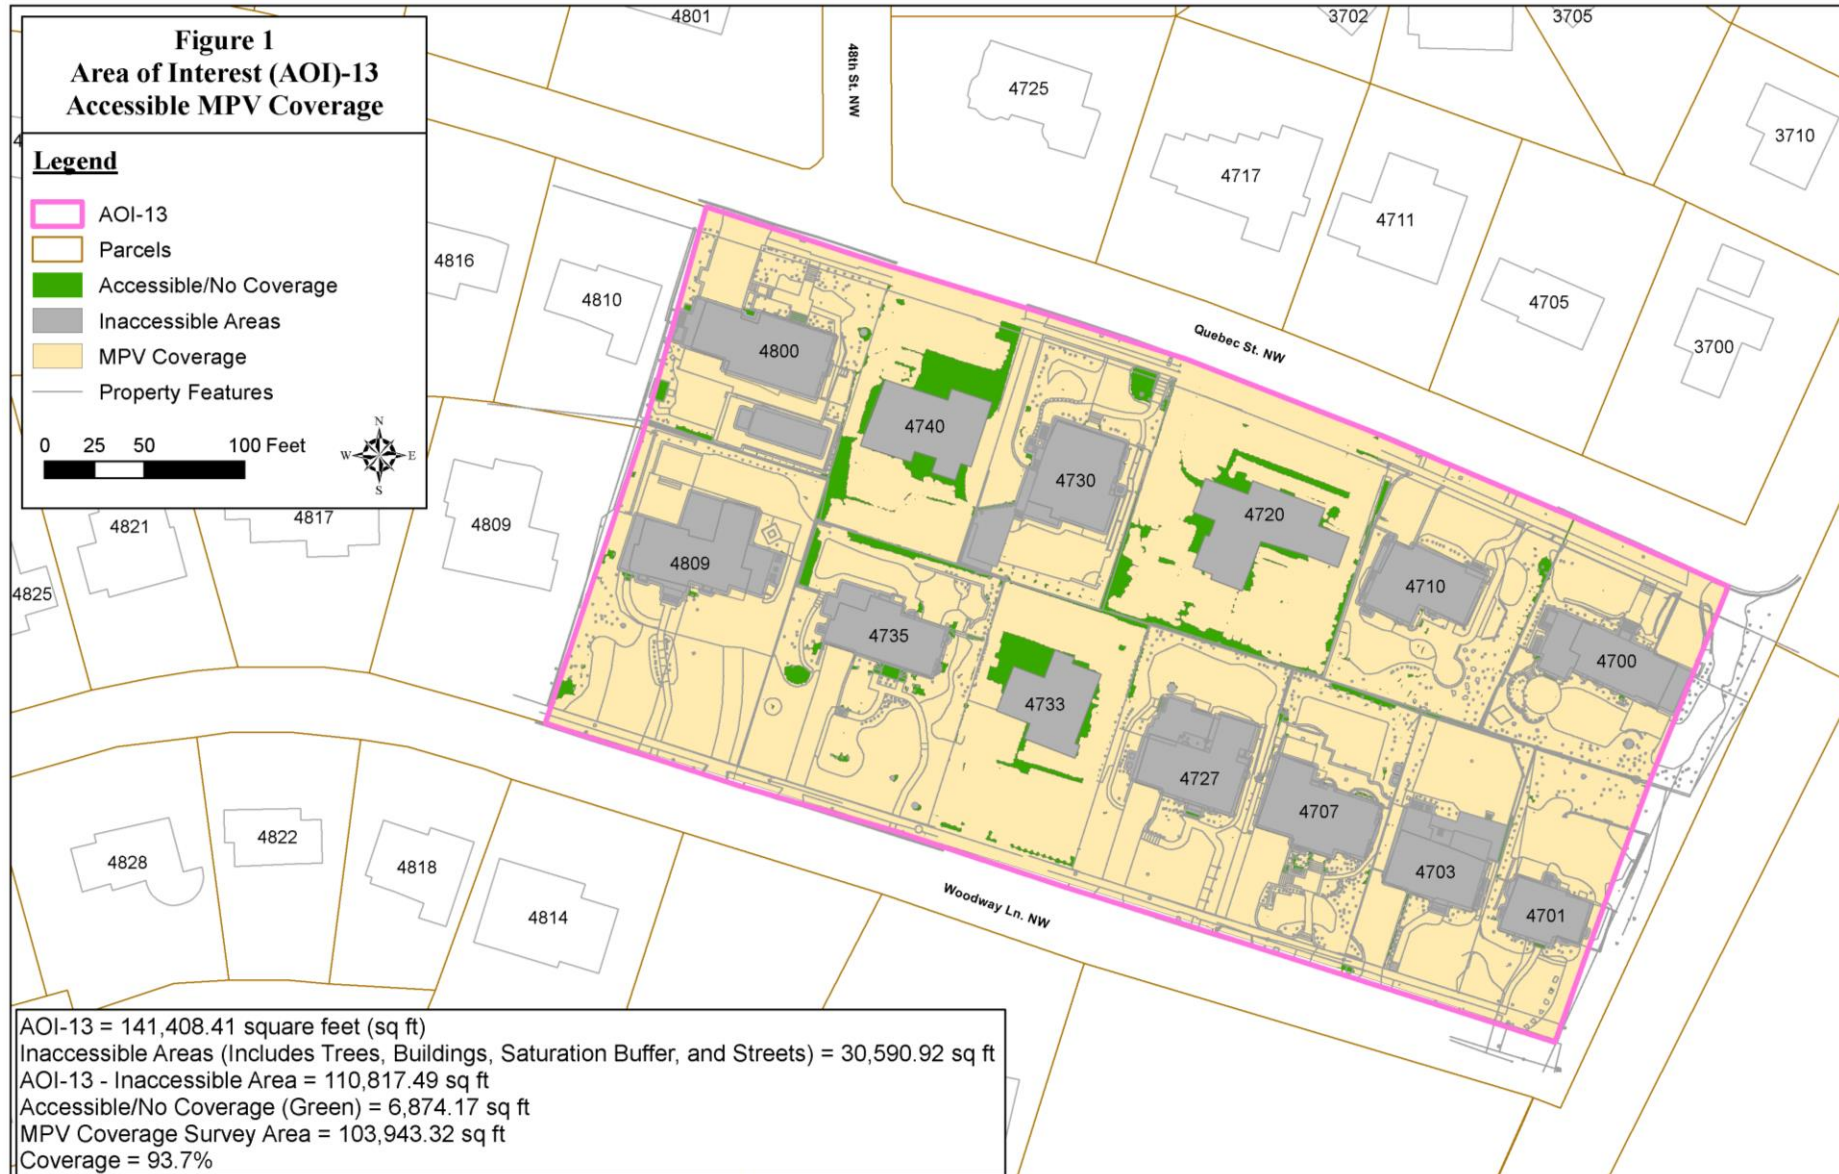 Figure 1
Area of Interest (AOI)-13
Accessible MPV Coverage
Legend
AOI-13
Parcels
Accessible/No Coverage
Inaccessible Areas
MPV Coverage
Property Features
0 25 50 100 Feet
N
W E
S
4801
48th St. NW
3702
3705
4725
4717
4711
3710
4705
3700
Quebec St. NW
4816
4810
4800
4740
4730
4720
4710
4700
4821
4817
4809
4825
4809
4735
4733
4727
4707
4703
4701
Woodway Ln. NW
4828
4822
4818
4814
AOI-13 = 141,408.41 square feet (sq ft)
Inaccessible Areas (Includes Trees, Buildings, Saturation Buffer, and Streets) = 30,590.92 sq ft
AOI-13 - Inaccessible Area = 110,817.49 sq ft
Accessible/No Coverage (Green) = 6,874.17 sq ft
MPV Coverage Survey Area = 103,943.32 sq ft
Coverage = 93.7%